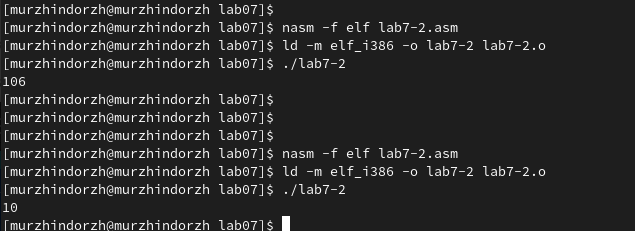 [murzhindorzh@murzhindorzh lab07]$
[murzhindorzh@murzhindorzh lab07]$ nasm -f elf lab7-2.asm
[murzhindorzh@murzhindorzh lab07]$ ld -m elf_i386 -o lab7-2 lab7-2.o
[murzhindorzh@murzhindorzh lab07]$ ./lab7-2
106
[murzhindorzh@murzhindorzh lab07]$
[murzhindorzh@murzhindorzh lab07]$
[murzhindorzh@murzhindorzh lab07]$
[murzhindorzh@murzhindorzh lab07]$ nasm -f elf lab7-2.asm
[murzhindorzh@murzhindorzh lab07]$ ld -m elf_i386 -o lab7-2 lab7-2.o
[murzhindorzh@murzhindorzh lab07]$ ./lab7-2
10
[murzhindorzh@murzhindorzh lab07]$